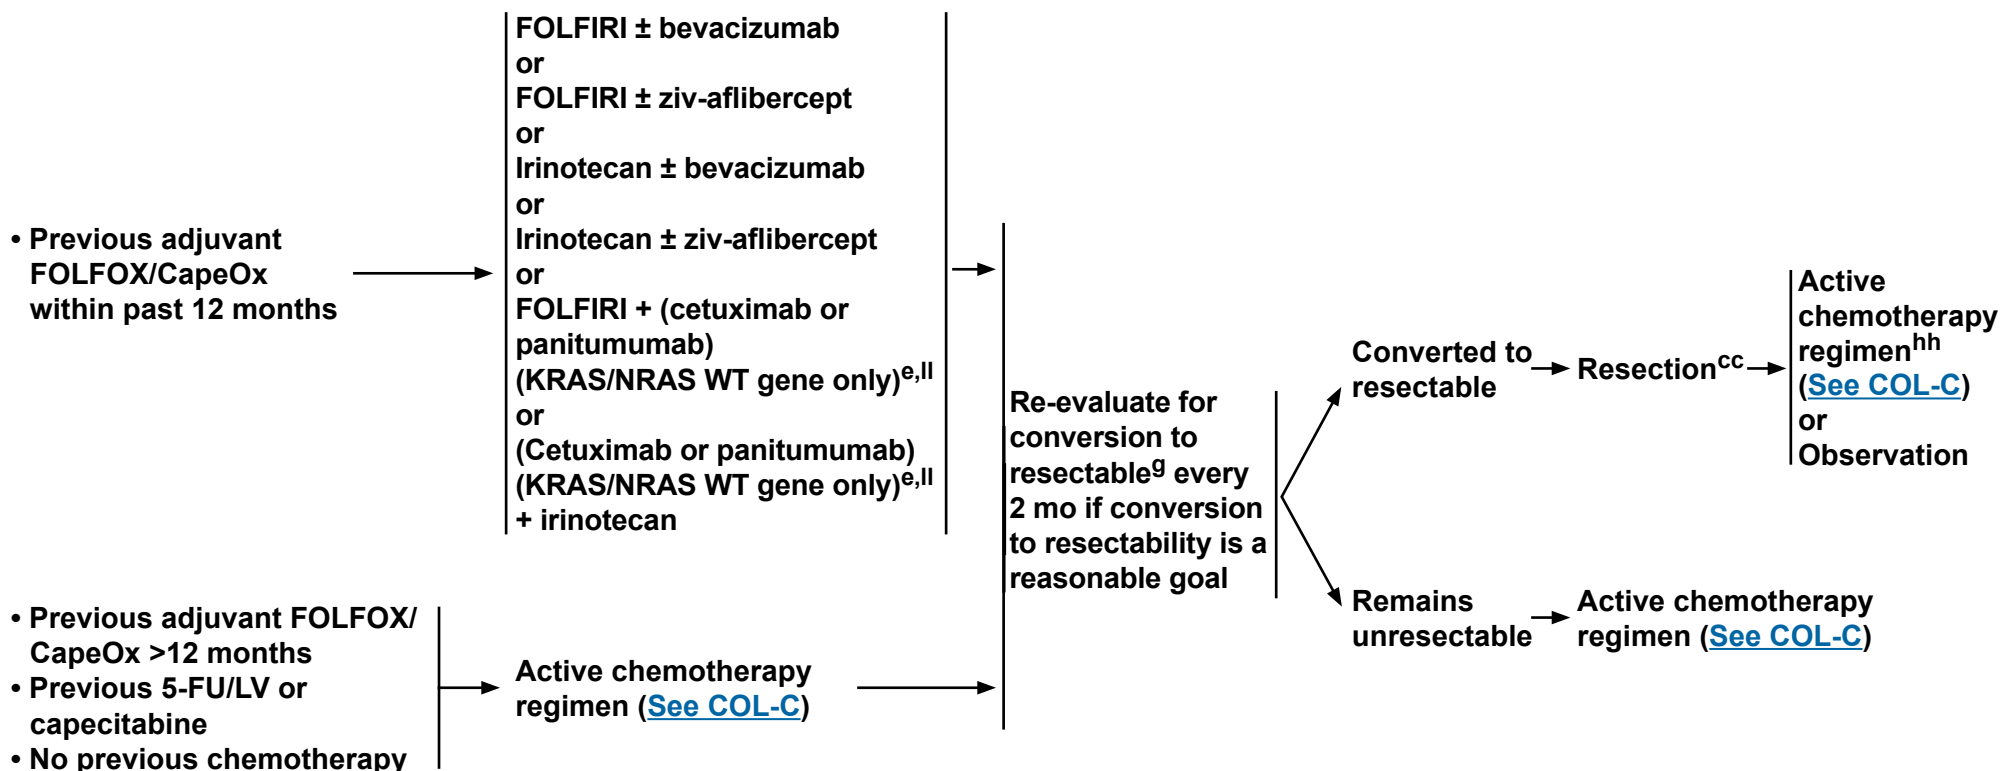 • Previous adjuvant
FOLFOX/CapeOx
within past 12 months
FOLFIRI ± bevacizumab
or
FOLFIRI ± ziv-aflibercept
or
Irinotecan ± bevacizumab
or
Irinotecan ± ziv-aflibercept
or
FOLFIRI + (cetuximab or
panitumumab)
(KRAS/NRAS WT gene only)e,ll
or
(Cetuximab or panitumumab)
(KRAS/NRAS WT gene only)e,ll
+ irinotecan
• Previous adjuvant FOLFOX/
CapeOx >12 months
• Previous 5-FU/LV or
capecitabine
• No previous chemotherapy
Active chemotherapy
regimen (See COL-C)
Re-evaluate for
conversion to
resectableg every
2 mo if conversion
to resectability is a
reasonable goal
Converted to
resectable
Resectioncc
Active
chemotherapy
regimenhh
(See COL-C)
or
Observation
Remains
unresectable
Active chemotherapy
regimen (See COL-C)